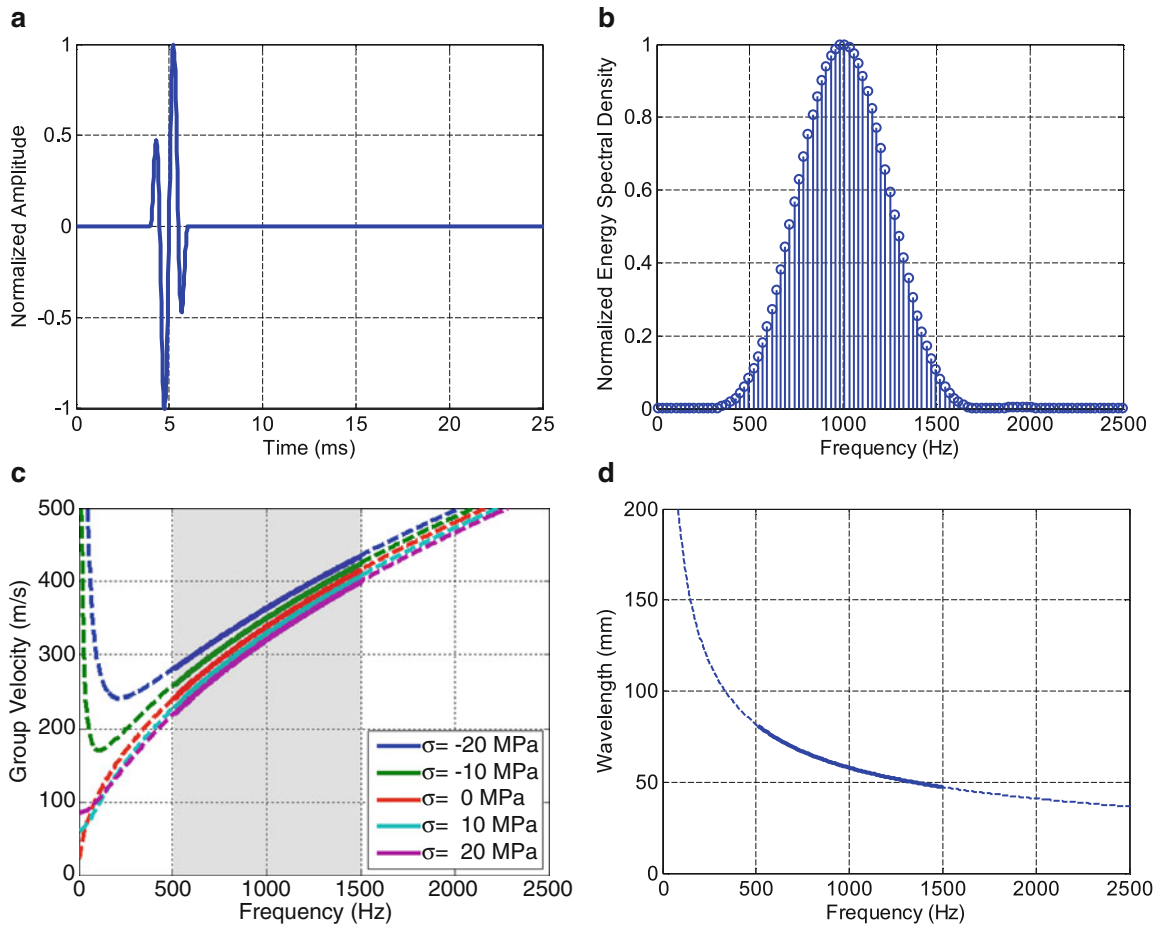 a
1
0.5
0
-0.5
-1
Normalized Amplitude
0 5 10 15 20 25
Time (ms)
b
1
0.8
0.6
0.4
0.2
0
Normalized Energy Spectral Density
500 1000 1500 2000 2500
Frequency (Hz)
c
500
400
300
200
100
0
Group Velocity (m/s)
σ= -20 MPa
σ= -10 MPa
σ= 0 MPa
σ= 10 MPa
σ= 20 MPa
0 500 1000 1500 2000 2500
Frequency (Hz)
d
200
150
100
50
0
Wavelength (mm)
0 500 1000 1500 2000 2500
Frequency (Hz)